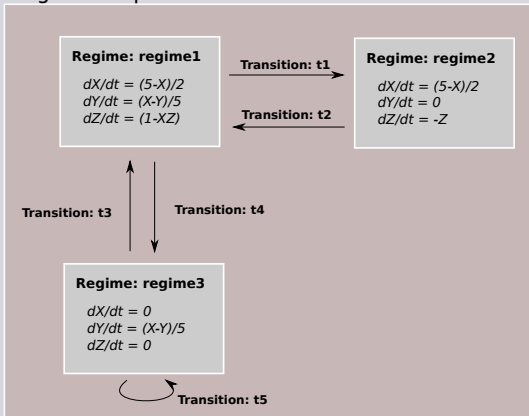 Regime: regime1
dX/dt = (5-X)/2
dY/dt = (X-Y)/5
dZ/dt = (1-XZ)
Transition: t1
Transition: t2
Regime: regime2
dX/dt = (5-X)/2
dY/dt = 0
dZ/dt = -Z
Transition: t3
Transition: t4
Regime: regime3
dX/dt = 0
dY/dt = (X-Y)/5
dZ/dt = 0
Transition: t5